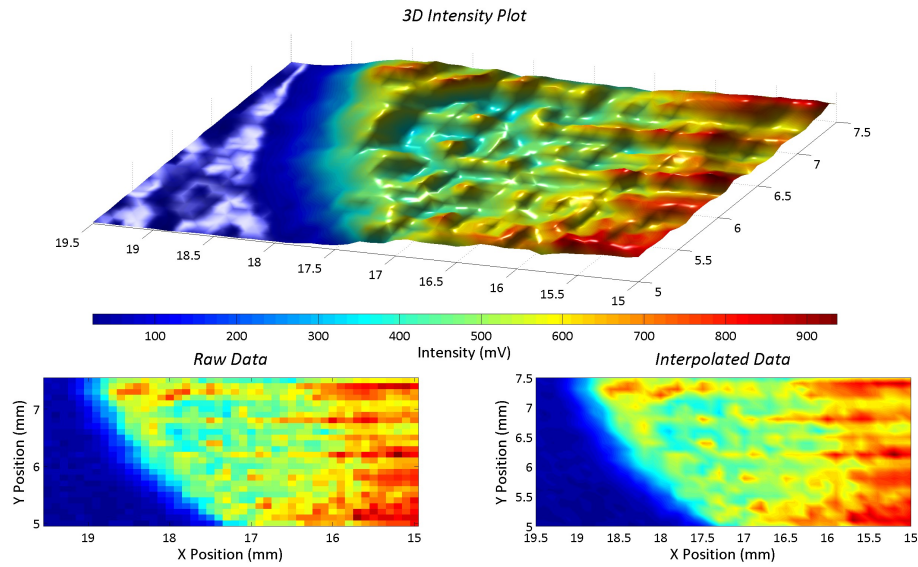 3D Intensity Plot
7.5
7
6.5
6
5.5
5
19.5
19
18.5
18
17.5
17
16.5
16
15.5
15
100 200 300 400 500 600 700 800 900
Intensity (mV)
Raw Data
Y Position (mm)
7
6
5
19 18 17 16 15
X Position (mm)
Interpolated Data
Y Position (mm)
7.5
7
6.5
6
5.5
5
19.5 19 18.5 18 17.5 17 16.5 16 15.5 15
X Position (mm)